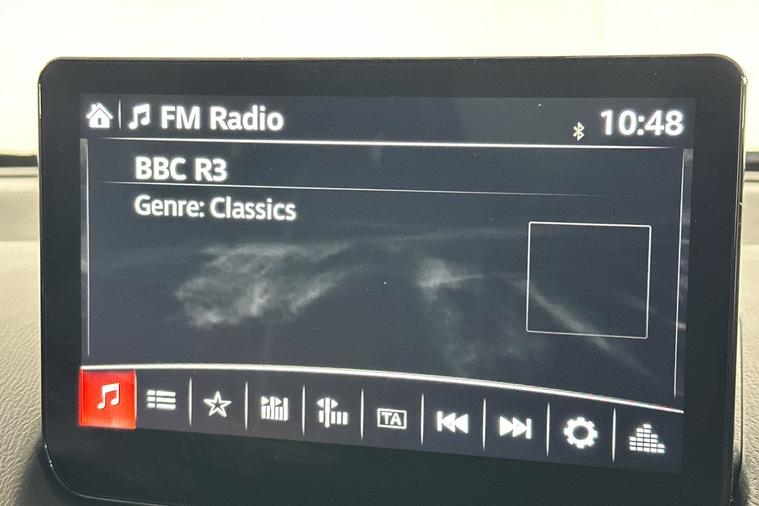 FM Radio
10:48
BBC R3
Genre: Classics
TA